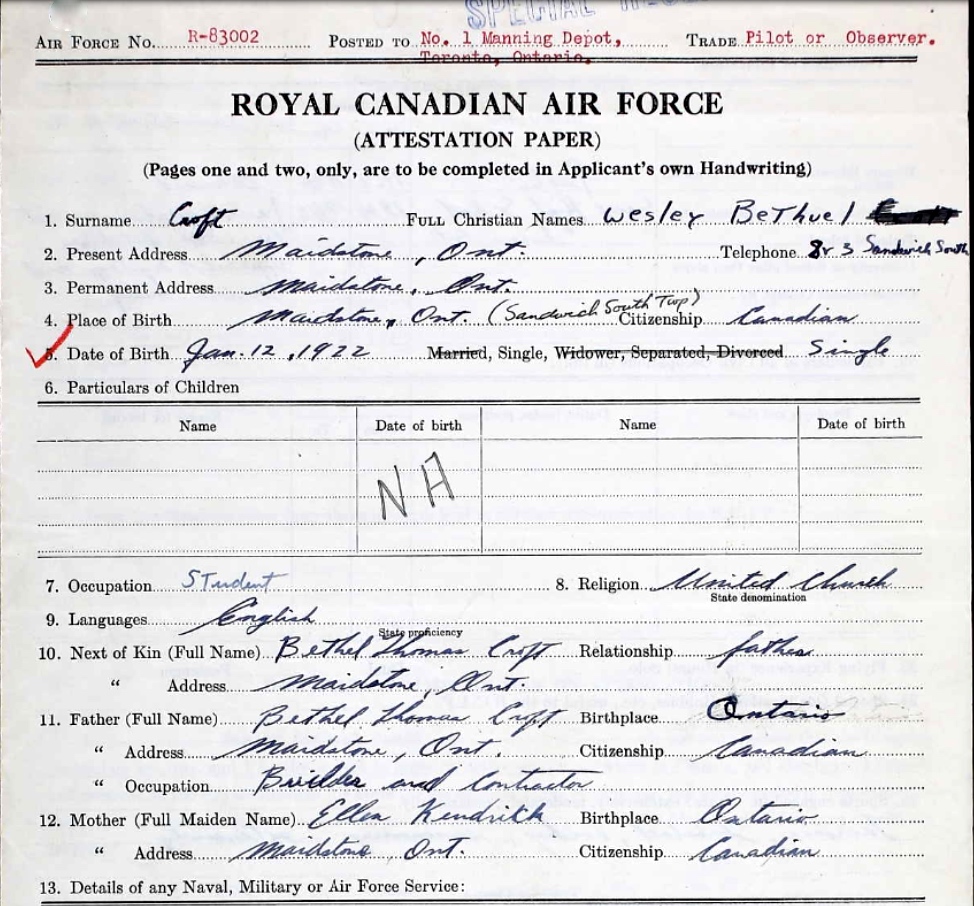 SPECIAL
AIR FORCE NO. R-83002 POSTED TO No. 1 Manning Depot, TRADE Pilot or Observer.
Toronto, Ontario.
ROYAL CANADIAN AIR FORCE
(ATTESTATION PAPER)
(Pages one and two, only, are to be completed in Applicant's own Handwriting)
1. Surname Croft FULL Christian Names Wesley Bethuel
2. Present Address Maidstone, Ont. Telephone 8 r 3 Sandwich South
3. Permanent Address Maidstone, Ont.
4. Place of Birth Maidstone, Ont. (Sandwich South Twp) Citizenship Canadian
5. Date of Birth Jan. 12, 1922 Married, Single, Widower, Separated, Divorced Single
6. Particulars of Children
Name Date of birth Name Date of birth
N A
7. Occupation Student 8. Religion United Church
State denomination
9. Languages English
State proficiency
10. Next of Kin (Full Name) Bethel Thomas Croft Relationship father
" Address Maidstone, Ont.
11. Father (Full Name) Bethel Thomas Croft Birthplace Ontario
" Address Maidstone, Ont. Citizenship Canadian
" Occupation Builder and Contractor
12. Mother (Full Maiden Name) Ellen Kendrick Birthplace Ontario
" Address Maidstone Ont. Citizenship Canadian
13. Details of any Naval, Military or Air Force Service: